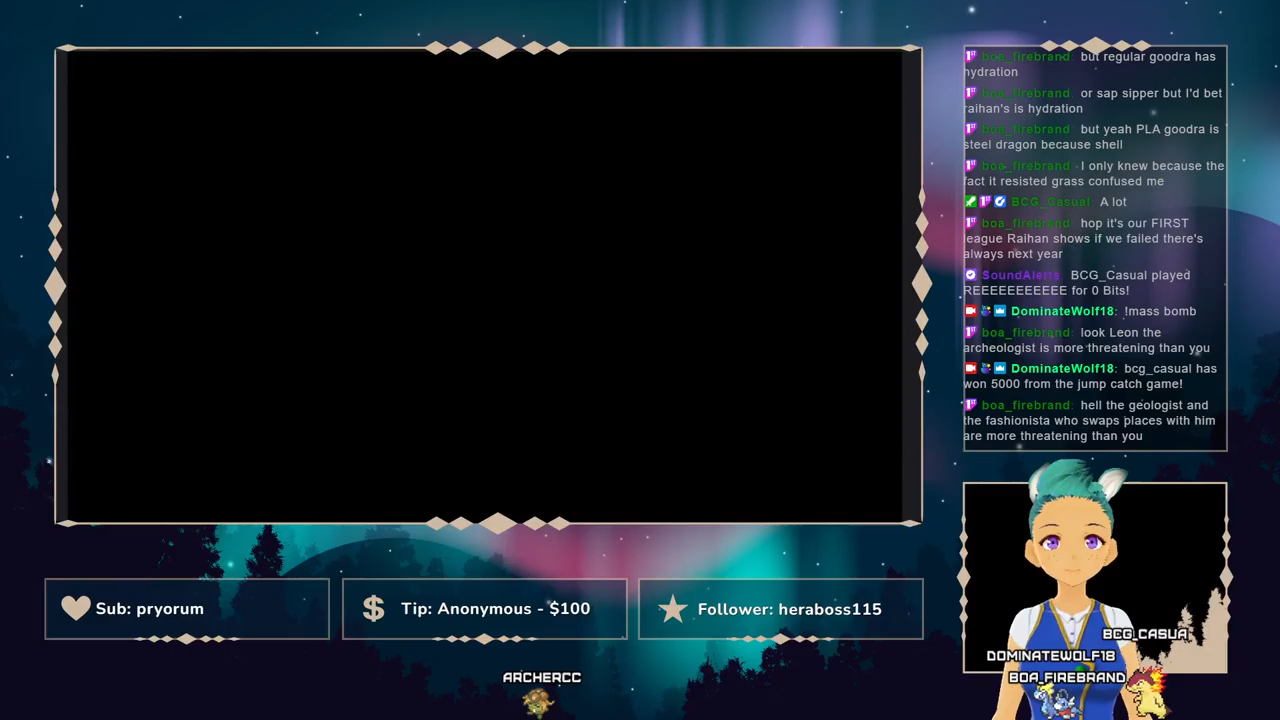 boa_firebrand: but regular goodra has
hydration
boa_firebrand: or sap sipper but I'd bet
raihan's is hydration
boa_firebrand: but yeah PLA goodra is
steel dragon because shell
boa_firebrand: I only knew because the
fact it resisted grass confused me
BCG_Casual: A lot
boa_firebrand: hop it's our FIRST
league Raihan shows if we failed there's
always next year
SoundAlerts: BCG_Casual played
REEEEEEEEEEE for 0 Bits!
DominateWolf18: !mass bomb
boa_firebrand: look Leon the
archeologist is more threatening than you
DominateWolf18: bcg_casual has
won 5000 from the jump catch game!
boa_firebrand: hell the geologist and
the fashionista who swaps places with him
are more threatening than you
Sub: pryorum
$ Tip: Anonymous - $100
Follower: heraboss115
BCG_CASUA
DOMINATEWOLF18
BOA_FIREBRAND
ARCHERCC